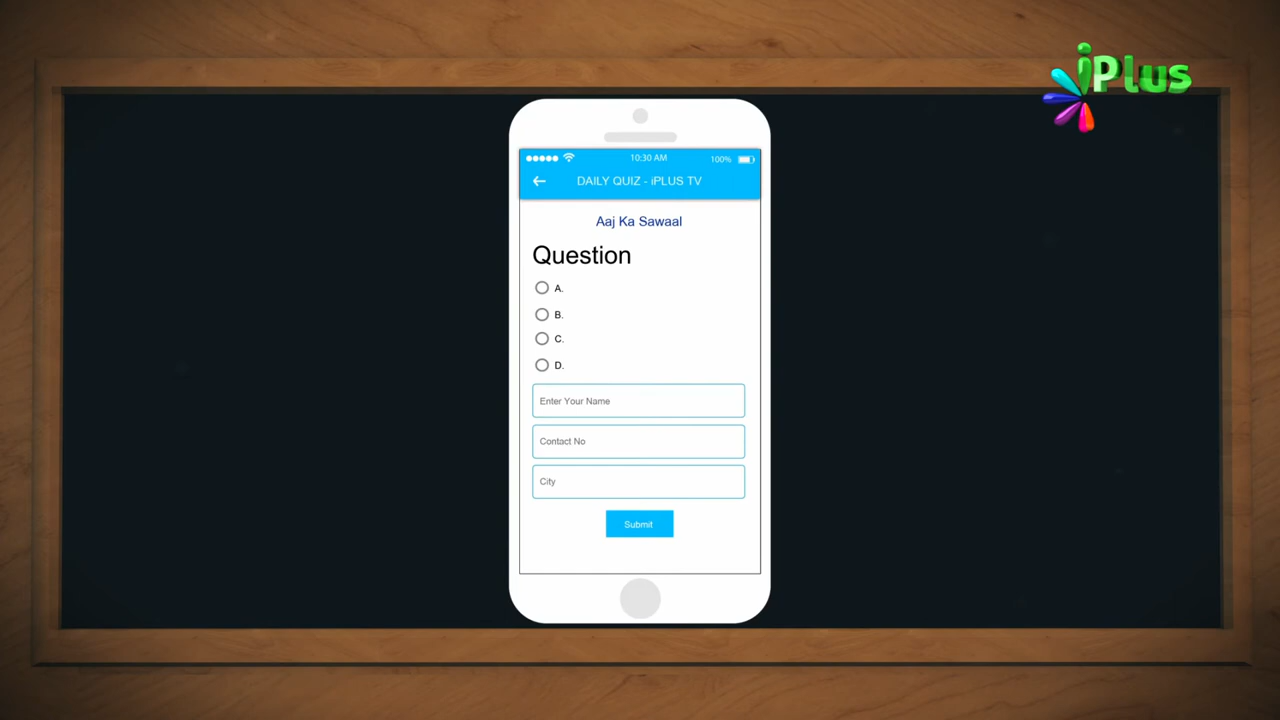 iPlus
10:30 AM
100%
DAILY QUIZ - iPLUS TV
Aaj Ka Sawaal
Question
A.
B.
C.
D.
Enter Your Name
Contact No
City
Submit